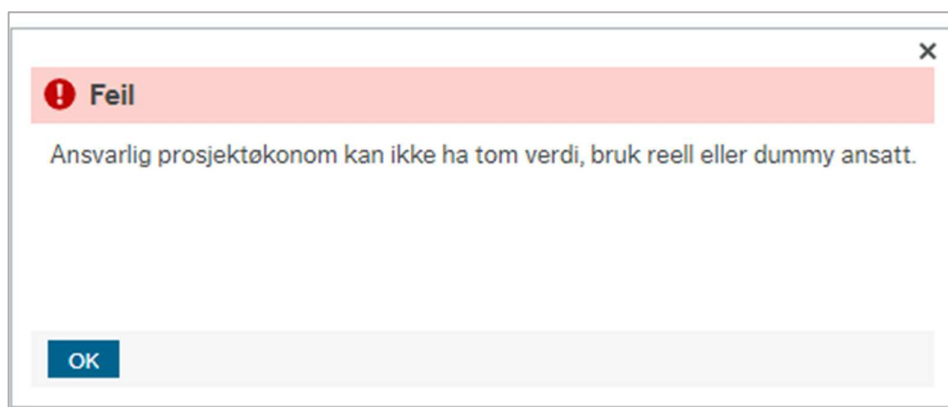 Feil
Ansvarlig prosjektøkonom kan ikke ha tom verdi, bruk reell eller dummy ansatt.
OK